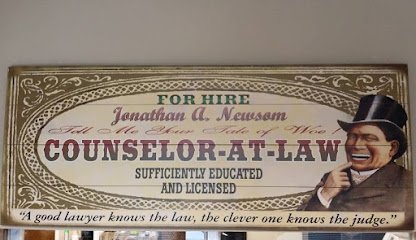 FOR HIRE
Jonathan A. Newsom
Tell Me Your Tale of Woe!
COUNSELOR-AT-LAW
SUFFICIENTLY EDUCATED
AND LICENSED
"A good lawyer knows the law, the clever one knows the judge."